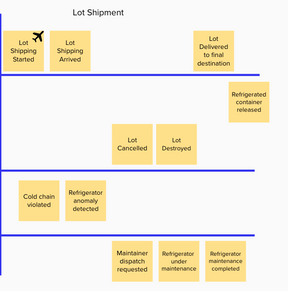 Lot Shipment
Lot
Shipping
Started
Lot
Shipping
Arrived
Lot
Delivered
to final
destination
Refrigerated
container
released
Lot
Cancelled
Lot
Destroyed
Cold chain
violated
Refrigerator
anomaly
detected
Maintainer
dispatch
requested
Refrigerator
under
maintenance
Refrigerator
maintenance
completed